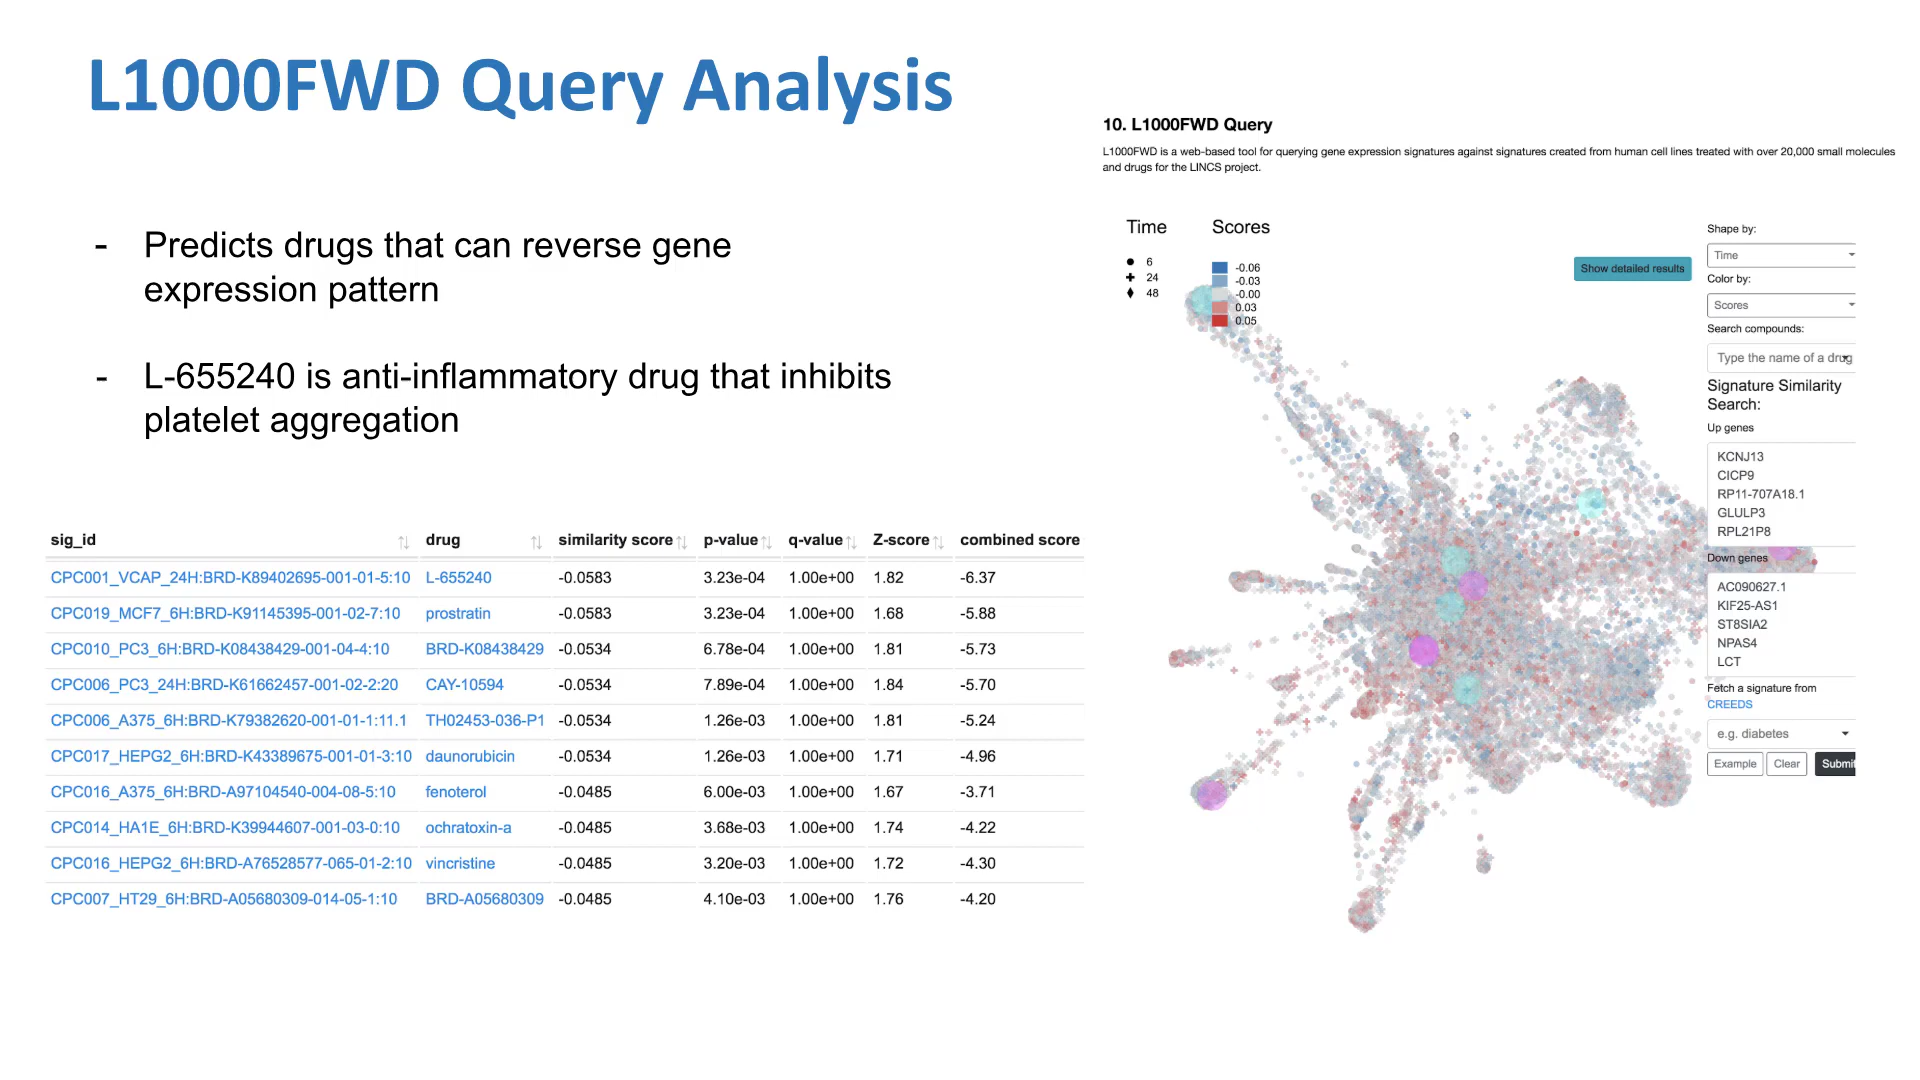 L1000FWD Query Analysis
- Predicts drugs that can reverse gene
expression pattern
- L-655240 is anti-inflammatory drug that inhibits
platelet aggregation
sig_id drug similarity score p-value q-value Z-score combined score
CPC001_VCAP_24H:BRD-K89402695-001-01-5:10 L-655240 -0.0583 3.23e-04 1.00e+00 1.82 -6.37
CPC019_MCF7_6H:BRD-K91145395-001-02-7:10 prostratin -0.0583 3.23e-04 1.00e+00 1.68 -5.88
CPC010_PC3_6H:BRD-K08438429-001-04-4:10 BRD-K08438429 -0.0534 6.78e-04 1.00e+00 1.81 -5.73
CPC006_PC3_24H:BRD-K61662457-001-02-2:20 CAY-10594 -0.0534 7.89e-04 1.00e+00 1.84 -5.70
CPC006_A375_6H:BRD-K79382620-001-01-1:11.1 TH02453-036-P1 -0.0534 1.26e-03 1.00e+00 1.81 -5.24
CPC017_HEPG2_6H:BRD-K43389675-001-01-3:10 daunorubicin -0.0534 1.26e-03 1.00e+00 1.71 -4.96
CPC016_A375_6H:BRD-A97104540-004-08-5:10 fenoterol -0.0485 6.00e-03 1.00e+00 1.67 -3.71
CPC014_HA1E_6H:BRD-K39944607-001-03-0:10 ochratoxin-a -0.0485 3.68e-03 1.00e+00 1.74 -4.22
CPC016_HEPG2_6H:BRD-A76528577-065-01-2:10 vincristine -0.0485 3.20e-03 1.00e+00 1.72 -4.30
CPC007_HT29_6H:BRD-A05680309-014-05-1:10 BRD-A05680309 -0.0485 4.10e-03 1.00e+00 1.76 -4.20
10. L1000FWD Query
L1000FWD is a web-based tool for querying gene expression signatures against signatures created from human cell lines treated with over 20,000 small molecules
and drugs for the LINCS project.
Time
6
24
48
Scores
-0.06
-0.03
-0.00
0.03
0.05
Show detailed results
Shape by:
Time
Color by:
Scores
Search compounds:
Type the name of a drug
Signature Similarity
Search:
Up genes
KCNJ13
CICP9
RP11-707A18.1
GLULP3
RPL21P8
Down genes
AC090627.1
KIF25-AS1
ST8SIA2
NPAS4
LCT
Fetch a signature from
CREEDS
e.g. diabetes
Example Clear Submit